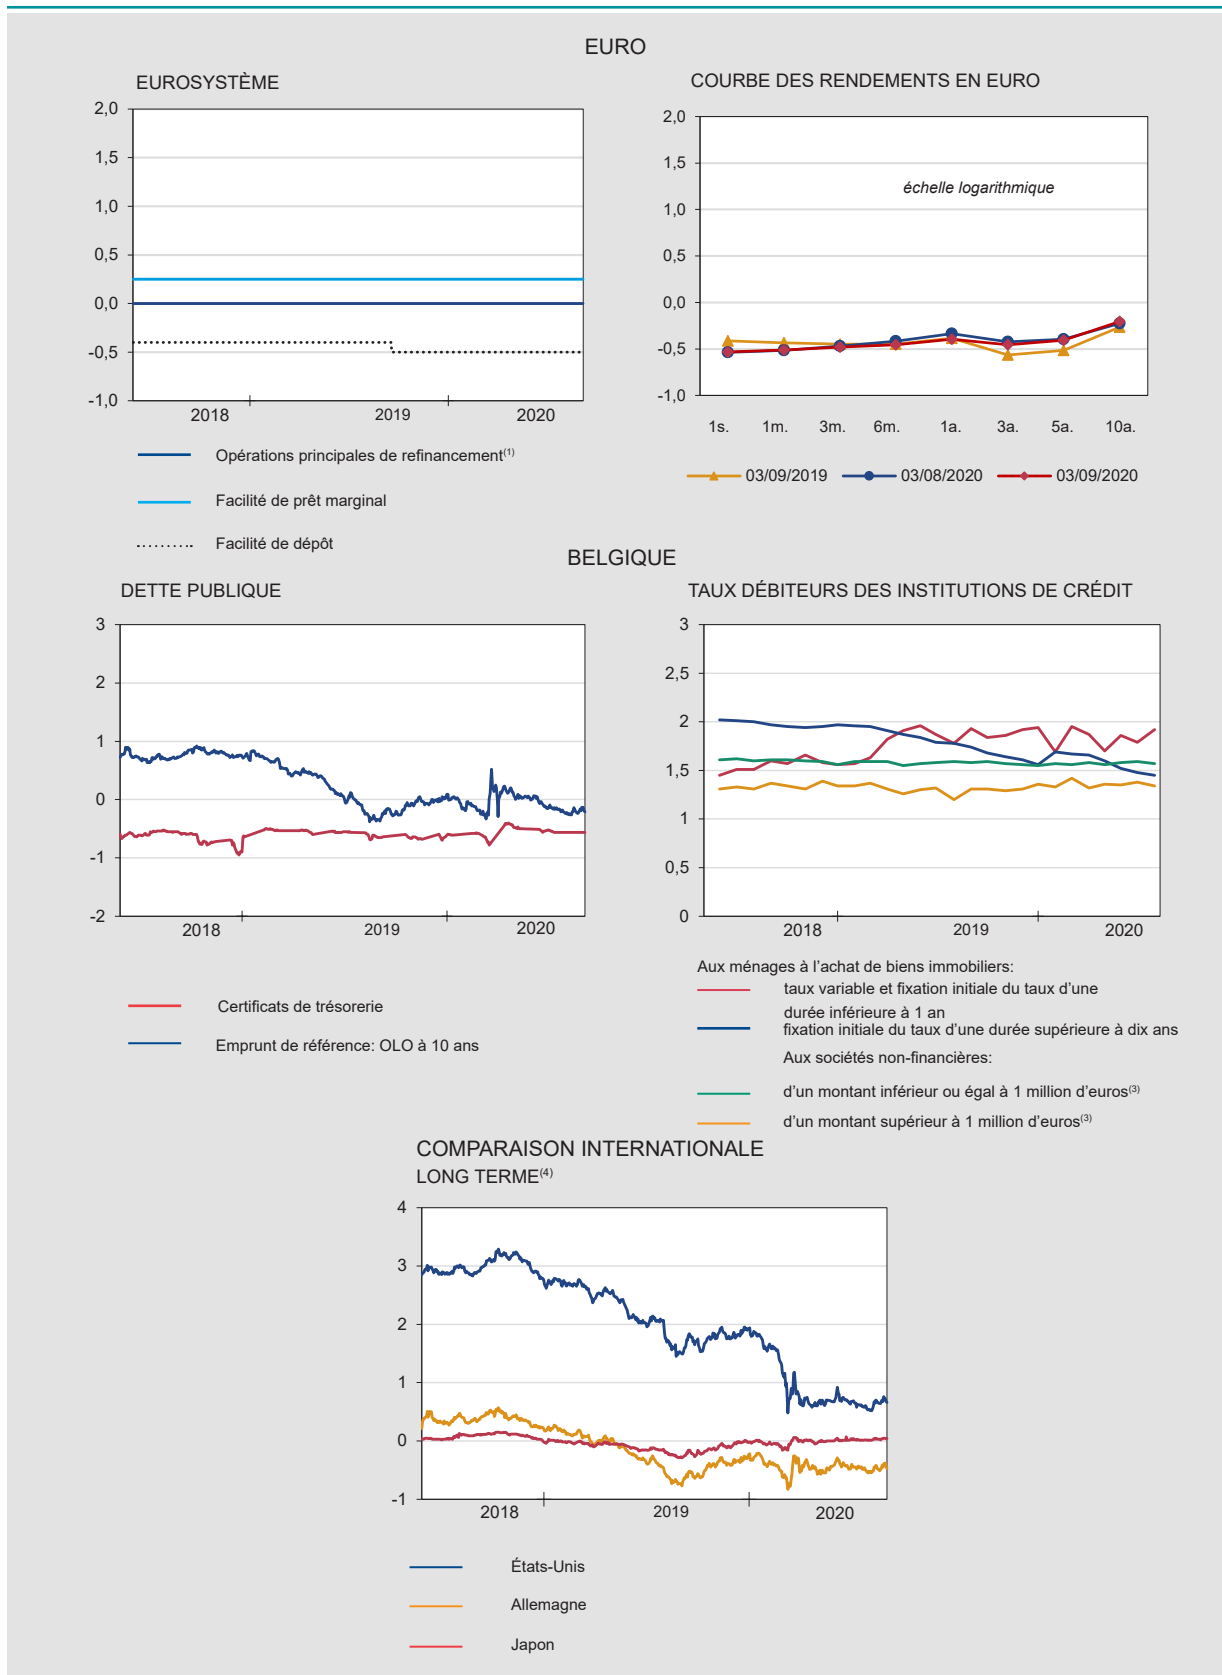 EURO
EUROSYSTÈME
2,0
1,5
1,0
0,5
0,0
-0,5
-1,0
2018 2019 2020
Opérations principales de refinancement(1)
Facilité de prêt marginal
Facilité de dépôt
COURBE DES RENDEMENTS EN EURO
2,0
1,5
1,0
0,5
0,0
-0,5
-1,0
échelle logarithmique
1s. 1m. 3m. 6m. 1a. 3a. 5a. 10a.
03/09/2019 03/08/2020 03/09/2020
BELGIQUE
DETTE PUBLIQUE
3
2
1
0
-1
-2
2018 2019 2020
Certificats de trésorerie
Emprunt de référence: OLO à 10 ans
TAUX DÉBITEURS DES INSTITUTIONS DE CRÉDIT
3
2,5
2
1,5
1
0,5
0
2018 2019 2020
Aux ménages à l’achat de biens immobiliers:
taux variable et fixation initiale du taux d’une
durée inférieure à 1 an
fixation initiale du taux d’une durée supérieure à dix ans
Aux sociétés non-financières:
d’un montant inférieur ou égal à 1 million d’euros(3)
d’un montant supérieur à 1 million d’euros(3)
COMPARAISON INTERNATIONALE
LONG TERME(4)
4
3
2
1
0
-1
2018 2019 2020
États-Unis
Allemagne
Japon